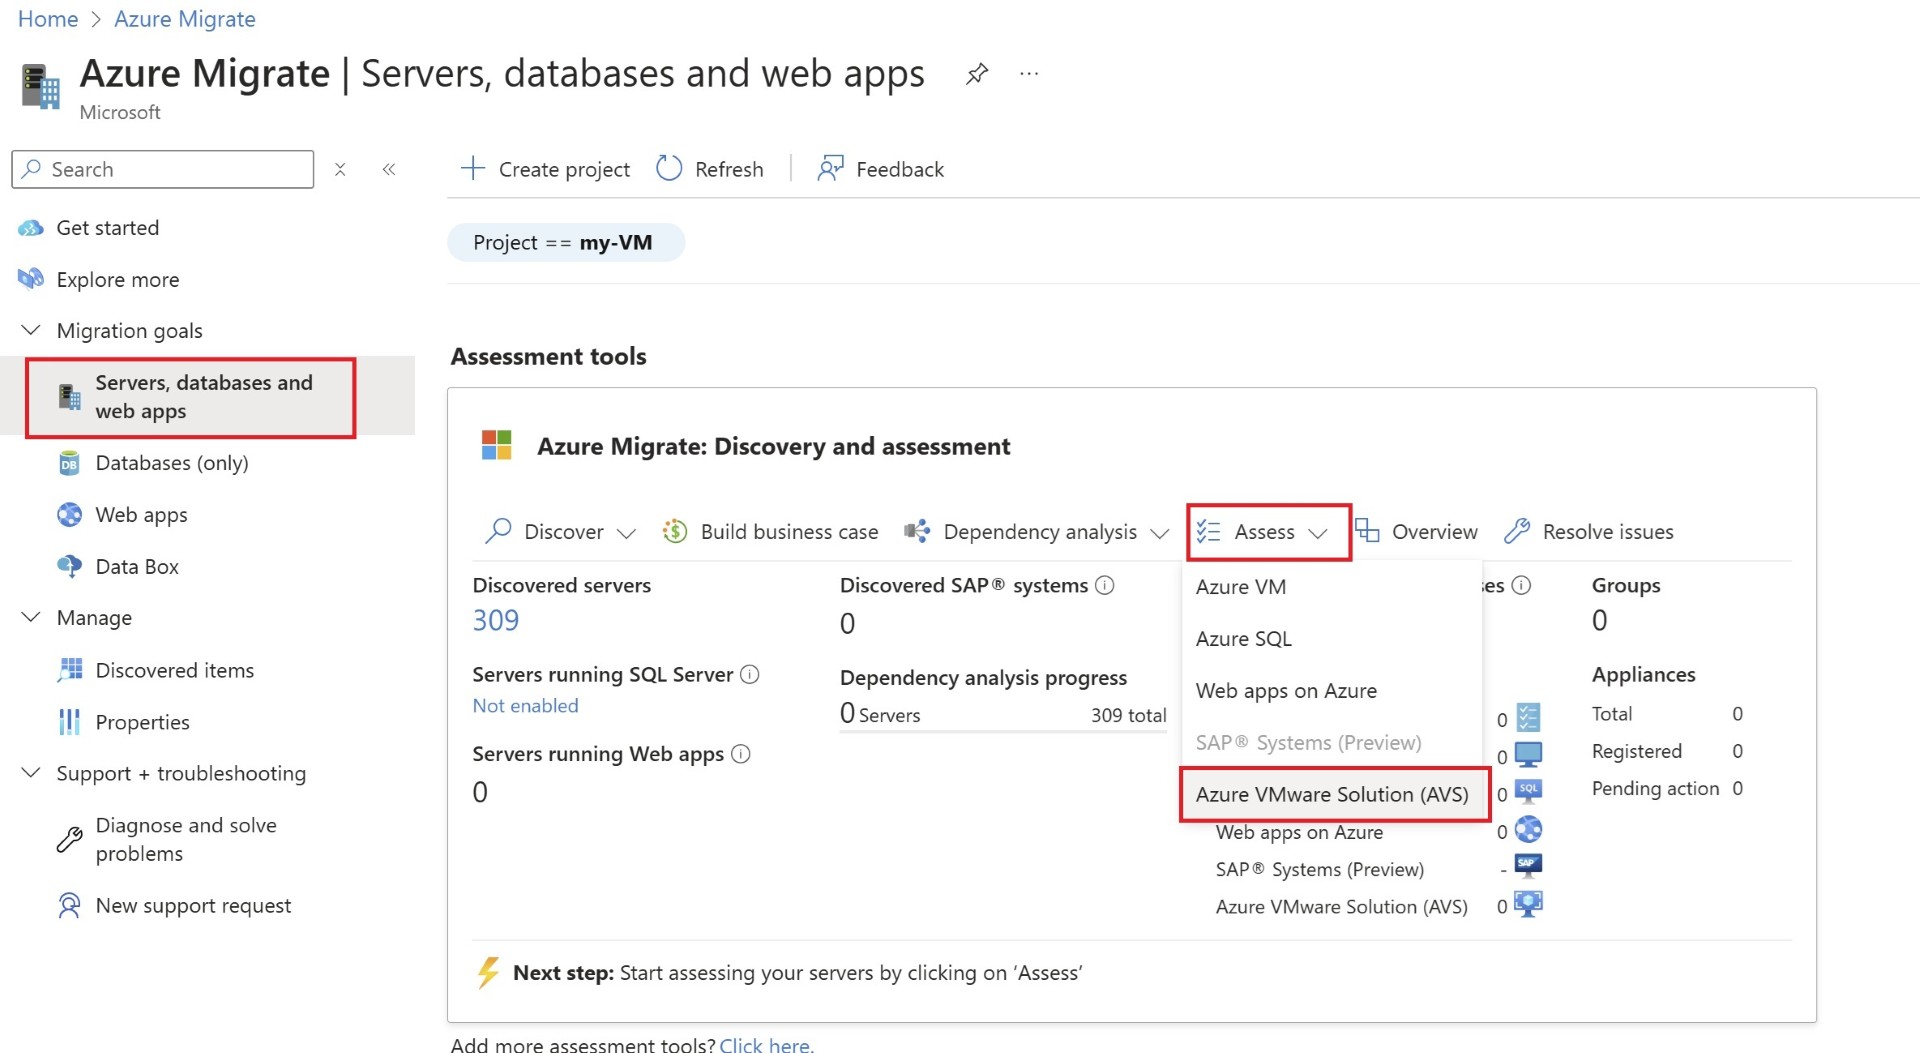 Home > Azure Migrate
Azure Migrate | Servers, databases and web apps
Microsoft
Search
Get started
Explore more
Migration goals
Servers, databases and
web apps
Databases (only)
Web apps
Data Box
Manage
Discovered items
Properties
Support + troubleshooting
Diagnose and solve
problems
New support request
Create project
Refresh
Feedback
Project == my-VM
Assessment tools
Azure Migrate: Discovery and assessment
Discover
Build business case
Dependency analysis
Assess
Overview
Resolve issues
Discovered servers
309
Servers running SQL Server
Not enabled
Servers running Web apps
0
Discovered SAP® systems
0
Dependency analysis progress
0 Servers 309 total
Azure VM
Azure SQL
Web apps on Azure
SAP® Systems (Preview)
Azure VMware Solution (AVS)
0
0
0
Web apps on Azure 0
SAP® Systems (Preview) -
Azure VMware Solution (AVS) 0
Groups
0
Appliances
Total 0
Registered 0
Pending action 0
Next step: Start assessing your servers by clicking on ‘Assess’
Add more assessment tools? Click here.